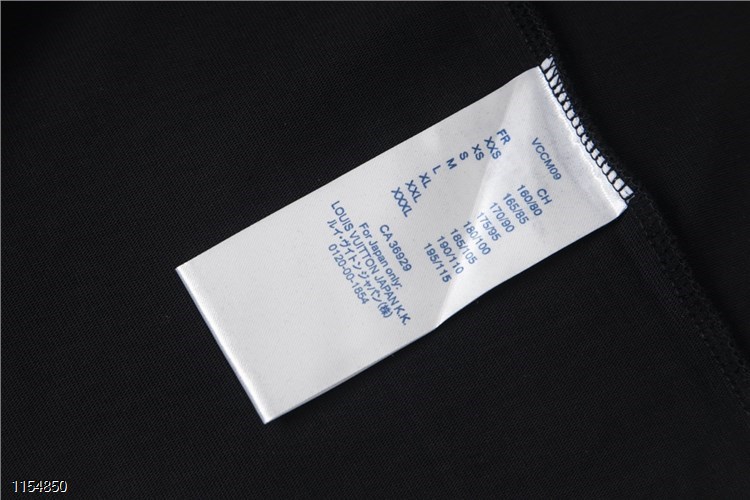 VCCM09
FR CH
XXS 160/80
XS 165/85
S 170/90
M 175/95
L 180/100
XL 185/105
XXL 190/110
XXXL 195/115
CA 36929
For Japan only:
LOUIS VUITTON JAPAN K.K.
ルイ・ヴィトンジャパン(株)
0120-00-1854
1154850